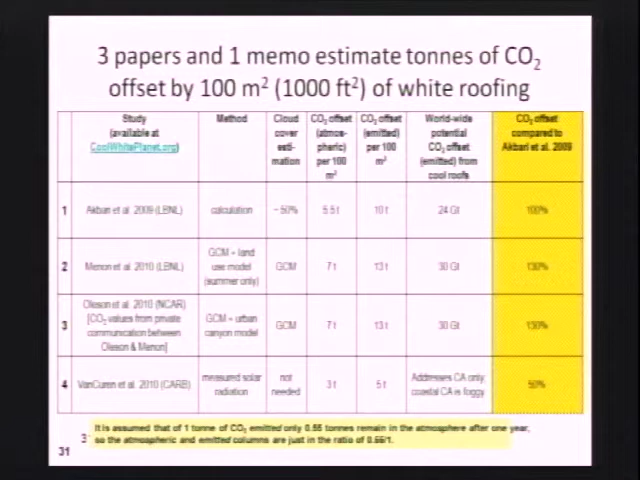 3 papers and 1 memo estimate tonnes of CO2
offset by 100 m2 (1000 ft2) of white roofing
Study
(available at
CoolWhitePlanet.org)
Method
Cloud
cover
esti-
mation
CO2 offset
(atmos-
pheric)
per 100
m2
CO2 offset
(emitted)
per 100
m2
World-wide
potential
CO2 offset
(emitted) from
cool roofs
CO2 offset
compared to
Akbari et al. 2009
1
Akbari et al. 2009 (LBNL)
calculation
~50%
5.5 t
10 t
24 Gt
100%
2
Menon et al. 2010 (LBNL)
GCM + land
use model
(summer only)
GCM
7 t
13 t
30 Gt
130%
3
Oleson et al. 2010 (NCAR)
[CO2 values from private
communication between
Oleson & Menon]
GCM + urban
canyon model
GCM
7 t
13 t
30 Gt
130%
4
VanCuren et al. 2010 (CARB)
measured solar
radiation
not
needed
3 t
5 t
Addresses CA only;
coastal CA is foggy
50%
It is assumed that of 1 tonne of CO2 emitted only 0.55 tonnes remain in the atmosphere after one year,
so the atmospheric and emitted columns are just in the ratio of 0.55/1.
3
31